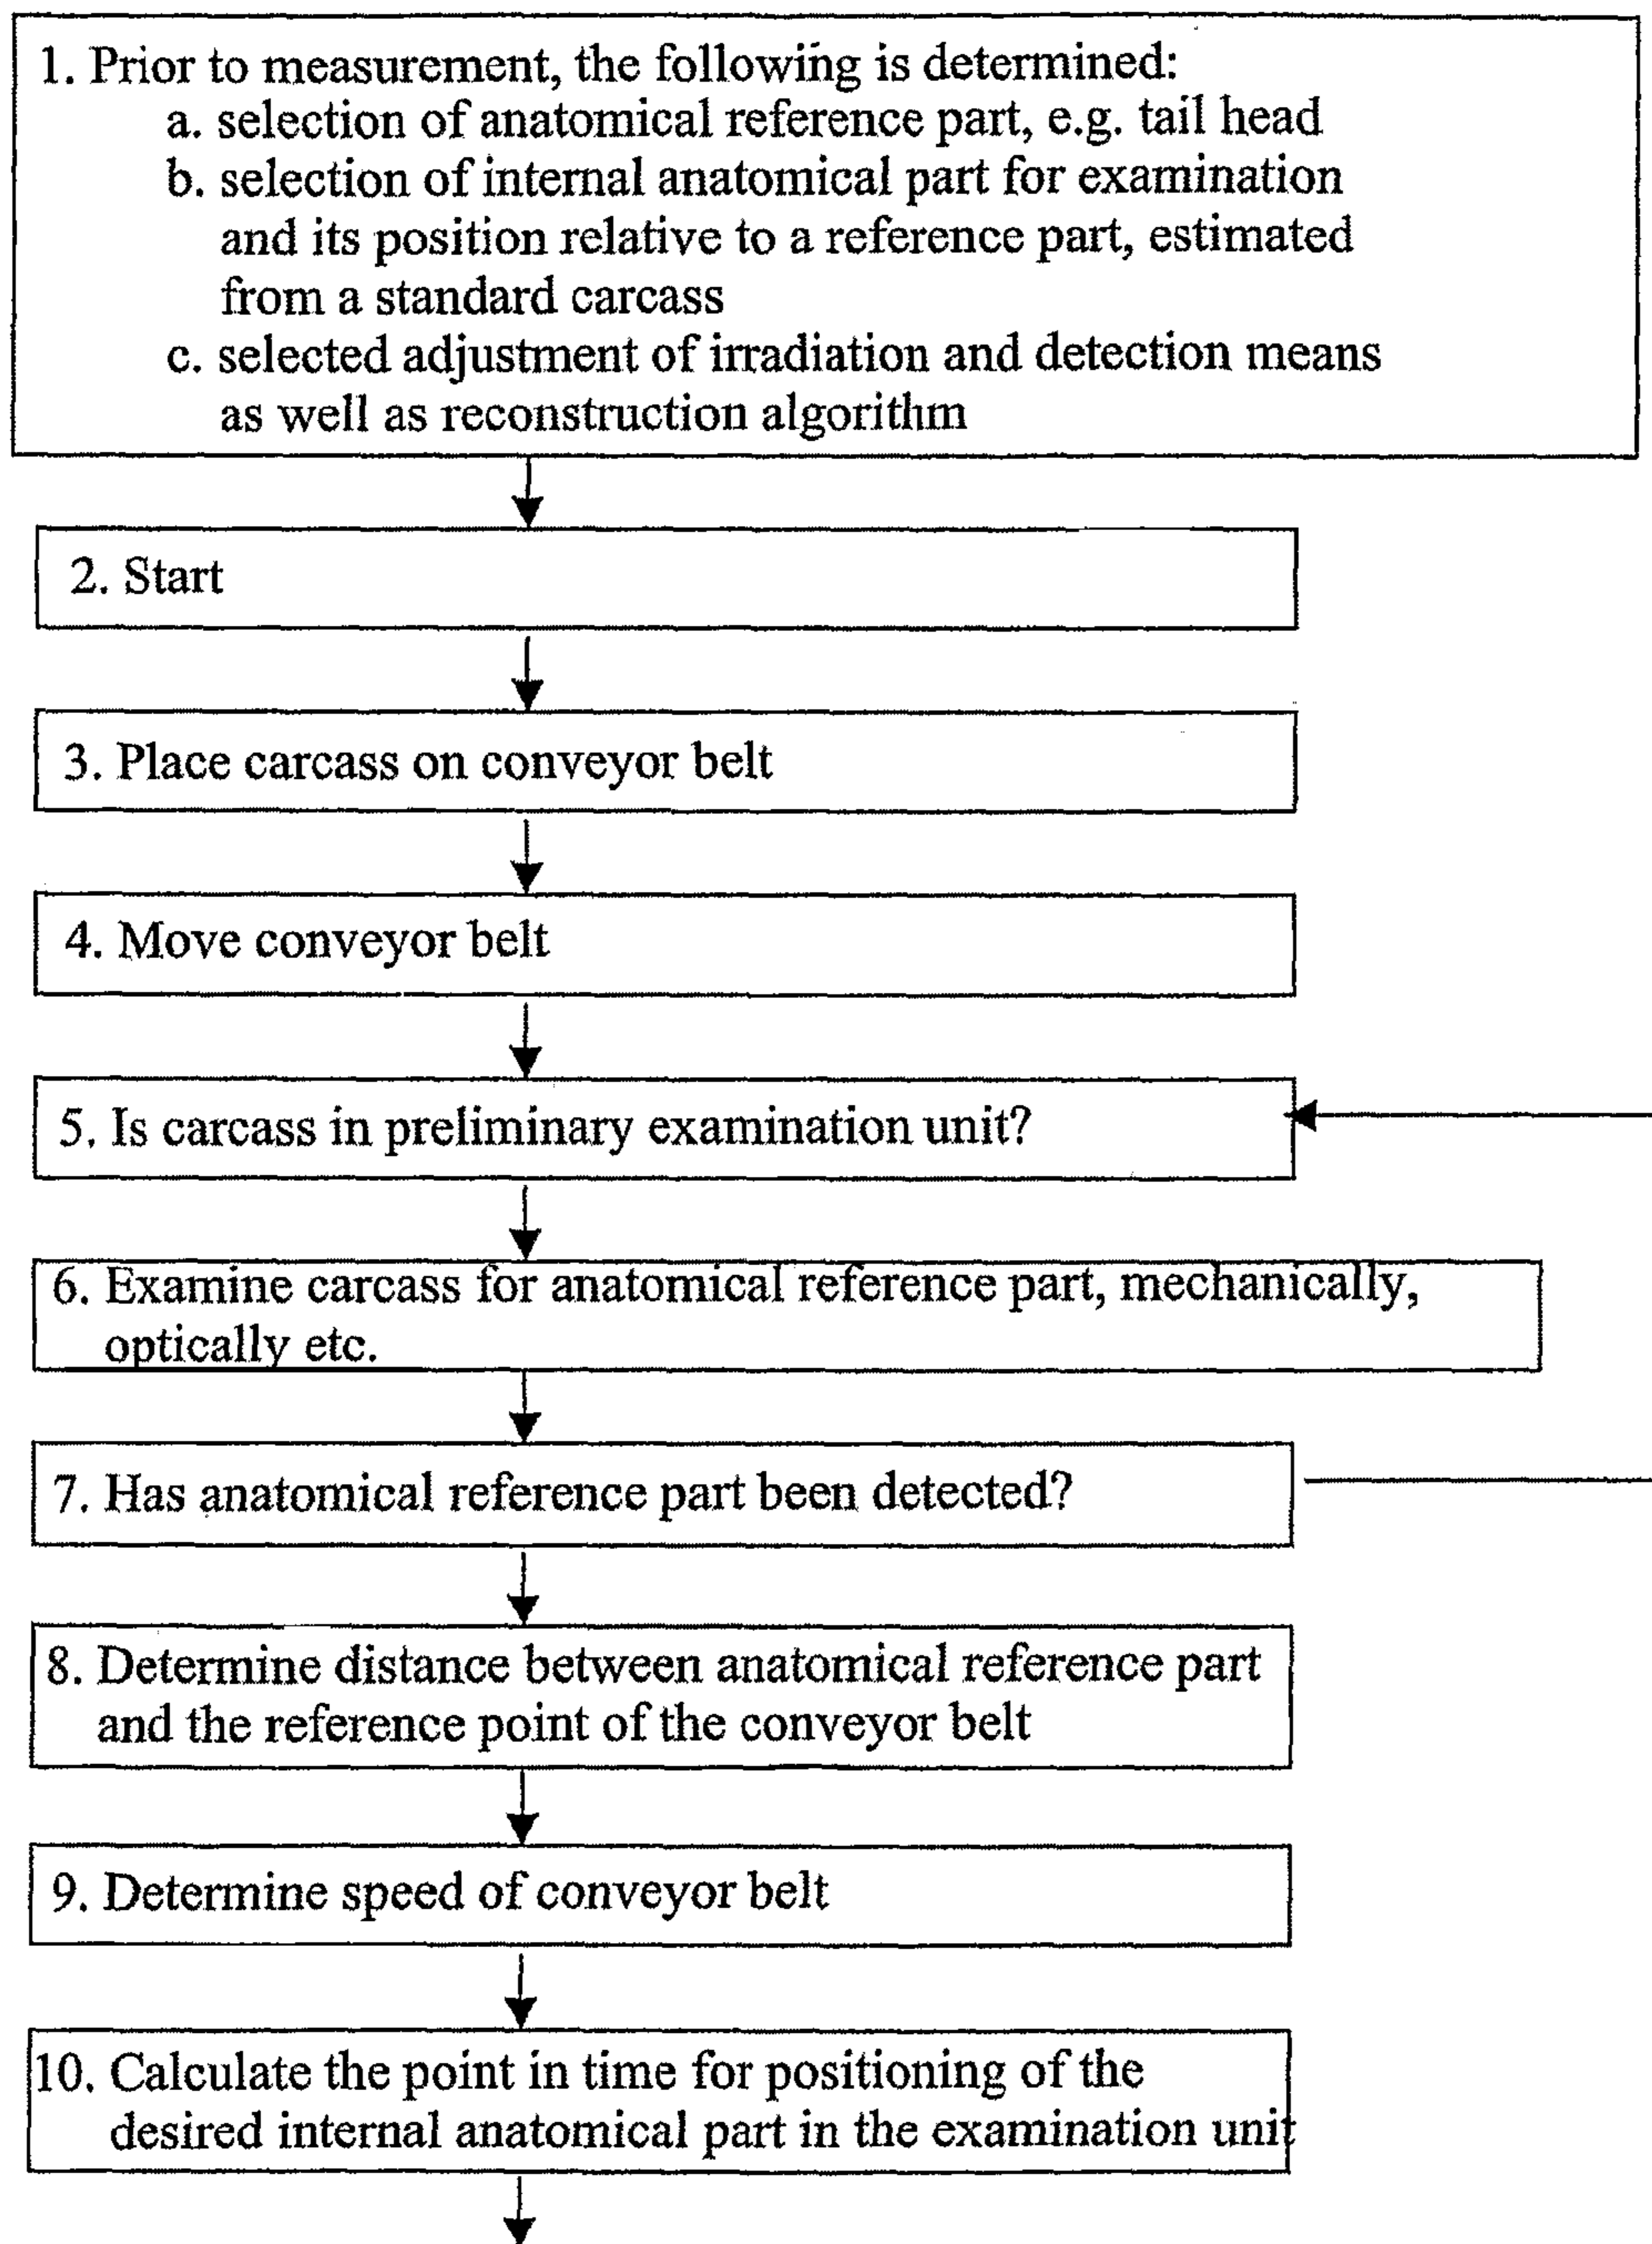 1. Prior to measurement, the following is determined:
a. selection of anatomical reference part, e.g. tail head
b. selection of internal anatomical part for examination
and its position relative to a reference part, estimated
from a standard carcass
c. selected adjustment of irradiation and detection means
as well as reconstruction algorithm
2. Start
3. Place carcass on conveyor belt
4. Move conveyor belt
5. Is carcass in preliminary examination unit?
6. Examine carcass for anatomical reference part, mechanically,
optically etc.
7. Has anatomical reference part been detected?
8. Determine distance between anatomical reference part
and the reference point of the conveyor belt
9. Determine speed of conveyor belt
10. Calculate the point in time for positioning of the
desired internal anatomical part in the examination unit